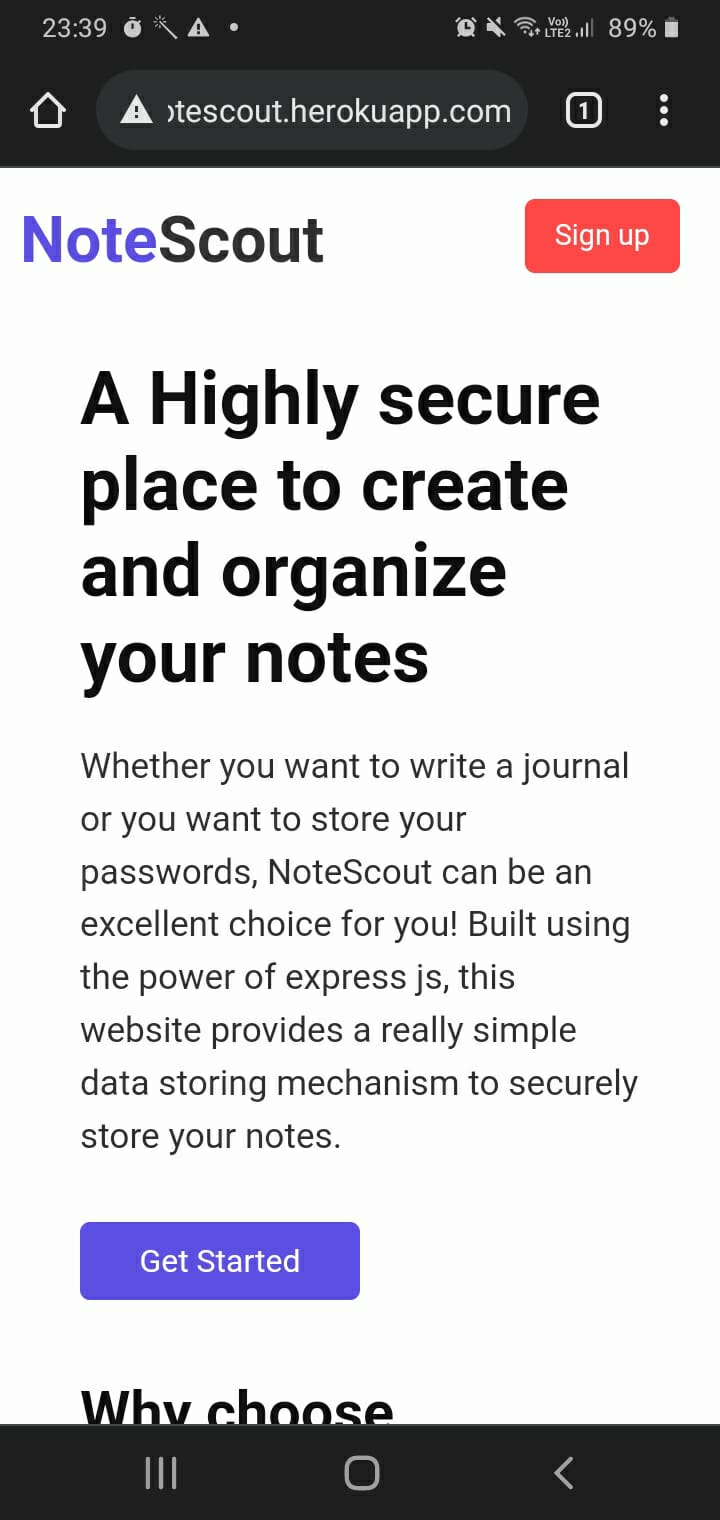 23:39 Vo)) LTE2 89%
otescout.herokuapp.com 1
NoteScout Sign up
A Highly secure
place to create
and organize
your notes
Whether you want to write a journal
or you want to store your
passwords, NoteScout can be an
excellent choice for you! Built using
the power of express js, this
website provides a really simple
data storing mechanism to securely
store your notes.
Get Started
Why choose